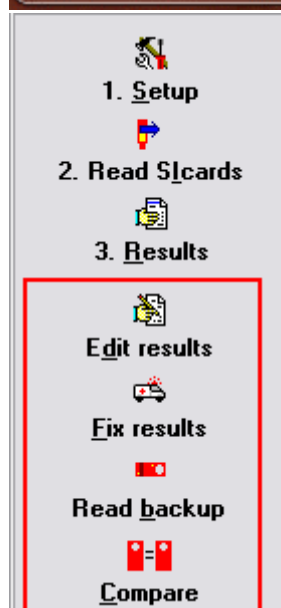 1. Setup
2. Read SIcards
3. Results
Edit results
Fix results
Read backup
Compare